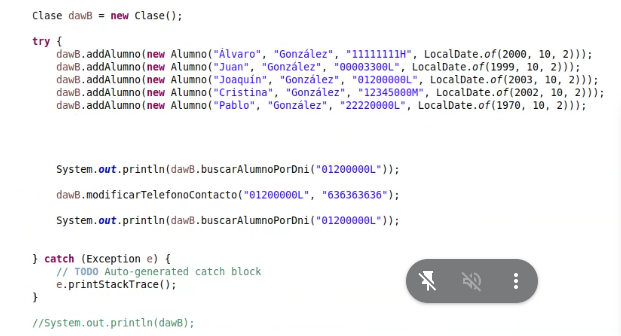 Clase dawB = new Clase();
try {
dawB.addAlumno(new Alumno("Álvaro", "González", "11111111H", LocalDate.of(2000, 10, 2)));
dawB.addAlumno(new Alumno("Juan", "González", "00003300L", LocalDate.of(1999, 10, 2)));
dawB.addAlumno(new Alumno("Joaquín", "González", "01200000L", LocalDate.of(2003, 10, 2)));
dawB.addAlumno(new Alumno("Cristina", "González", "12345000M", LocalDate.of(2002, 10, 2)));
dawB.addAlumno(new Alumno("Pablo", "González", "22220000L", LocalDate.of(1970, 10, 2)));
System.out.println(dawB.buscarAlumnoPorDni("01200000L"));
dawB.modificarTelefonoContacto("01200000L", "636363636");
System.out.println(dawB.buscarAlumnoPorDni("01200000L"));
} catch (Exception e) {
// TODO Auto-generated catch block
e.printStackTrace();
}
//System.out.println(dawB);